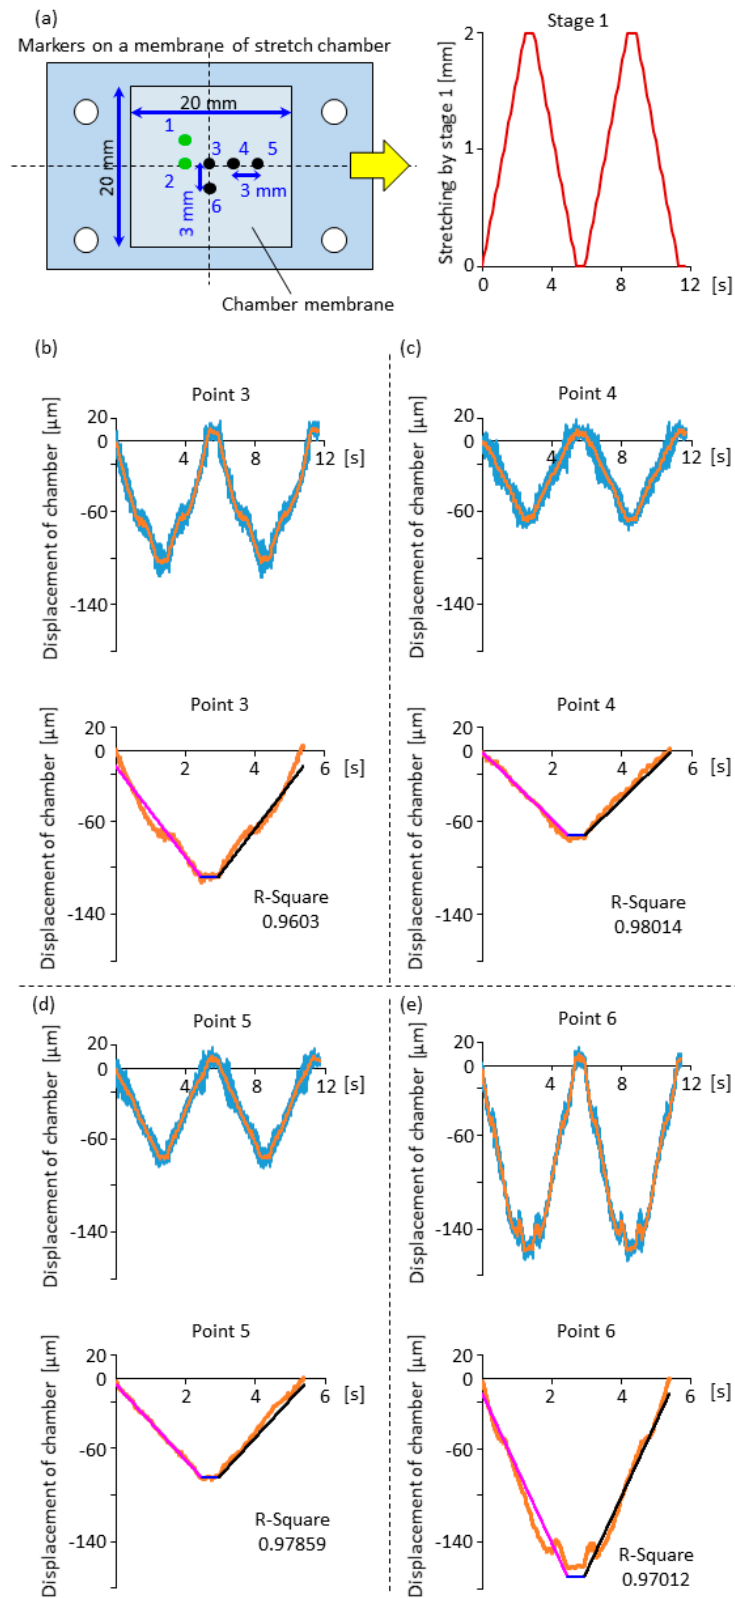 (a)
Markers on a membrane of stretch chamber
20 mm
20 mm
1
2
3
4
5
6
3 mm
3 mm
Chamber membrane
Stage 1
Stretching by stage 1 [mm]
2
1
0
0
4
8
12
[s]
(b)
Point 3
Displacement of chamber [µm]
20
0
-60
-140
4
8
12
[s]
Point 3
Displacement of chamber [µm]
20
0
-60
-140
2
4
6
[s]
R-Square
0.9603
(c)
Point 4
Displacement of chamber [µm]
20
0
-60
-140
4
8
12
[s]
Point 4
Displacement of chamber [µm]
20
0
-60
-140
2
4
6
[s]
R-Square
0.98014
(d)
Point 5
Displacement of chamber [µm]
20
0
-60
-140
4
8
12
[s]
Point 5
Displacement of chamber [µm]
20
0
-60
-140
2
4
6
[s]
R-Square
0.97859
(e)
Point 6
Displacement of chamber [µm]
20
0
-60
-140
4
8
12
[s]
Point 6
Displacement of chamber [µm]
20
0
-60
-140
2
4
6
[s]
R-Square
0.97012